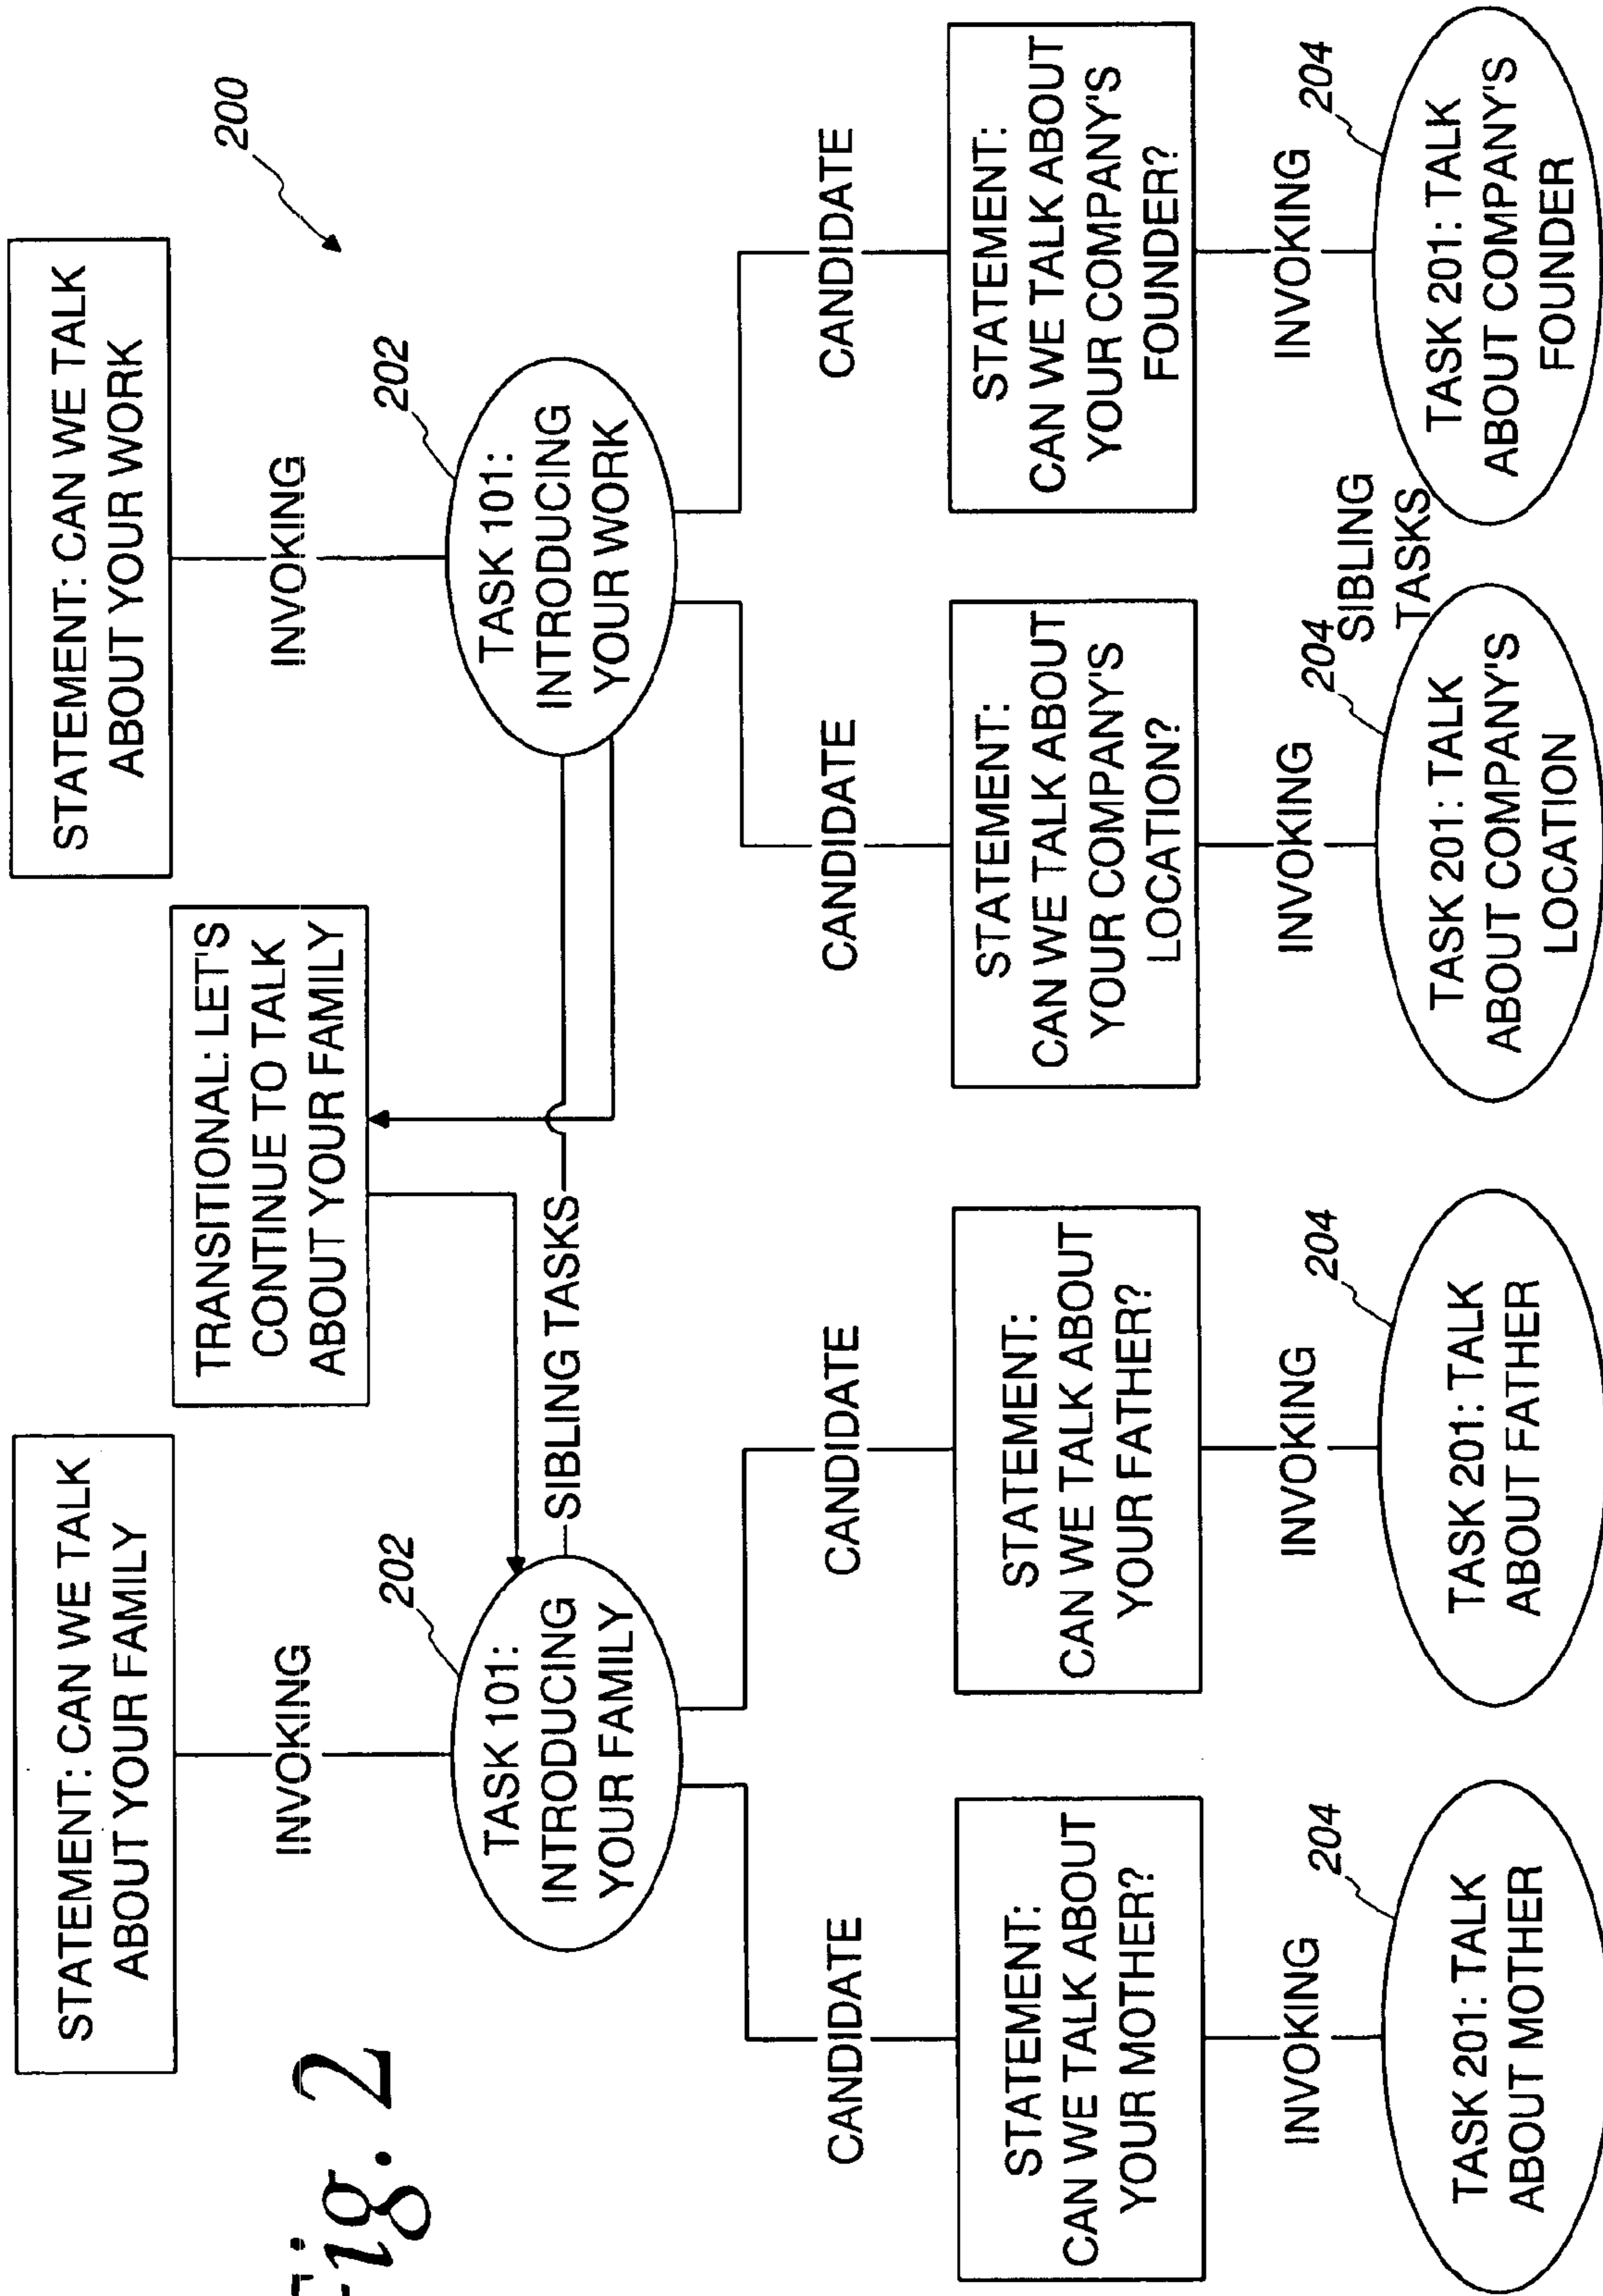 Fig. 2
200
STATEMENT: CAN WE TALK
ABOUT YOUR FAMILY
STATEMENT: CAN WE TALK
ABOUT YOUR WORK
TRANSITIONAL: LET'S
CONTINUE TO TALK
ABOUT YOUR FAMILY
INVOKING
INVOKING
202
202
TASK 101:
INTRODUCING
YOUR FAMILY
SIBLING TASKS
TASK 101:
INTRODUCING
YOUR WORK
CANDIDATE
CANDIDATE
CANDIDATE
CANDIDATE
STATEMENT:
CAN WE TALK ABOUT
YOUR MOTHER?
STATEMENT:
CAN WE TALK ABOUT
YOUR FATHER?
STATEMENT:
CAN WE TALK ABOUT
YOUR COMPANY'S
LOCATION?
STATEMENT:
CAN WE TALK ABOUT
YOUR COMPANY'S
FOUNDER?
INVOKING
INVOKING
INVOKING
INVOKING
204
204
204
204
SIBLING
TASKS
TASK 201: TALK
ABOUT MOTHER
TASK 201: TALK
ABOUT FATHER
TASK 201: TALK
ABOUT COMPANY'S
LOCATION
TASK 201: TALK
ABOUT COMPANY'S
FOUNDER